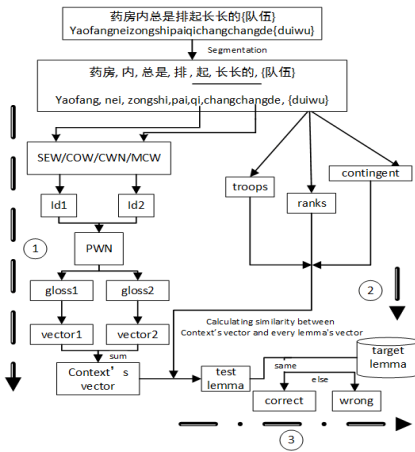 药房内总是排起长长的{队伍}
Yaofangneizongshipaiqichangchangde{duiwu}
Segmentation
药房, 内, 总是, 排, 起, 长长的,{队伍}
Yaofang, nei, zongshi,pai,qi,changchangde, {duiwu}
SEW/COW/CWN/MCW
contingent
troops
ranks
Id1
Id2
1
PWN
gloss1
gloss2
2
Calculating similarity between
Context's vector and every lemma's vector
vector1
vector2
sum
Context’s
vector
test
lemma
same
target
lemma
else
correct
wrong
3